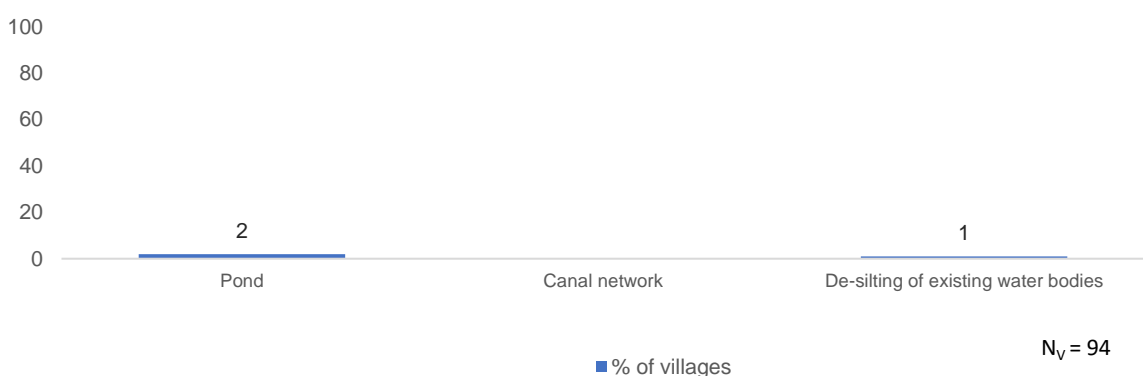 100
80
60
40
20
0
2
1
Pond
Canal network
De-silting of existing water bodies
N_V = 94
% of villages